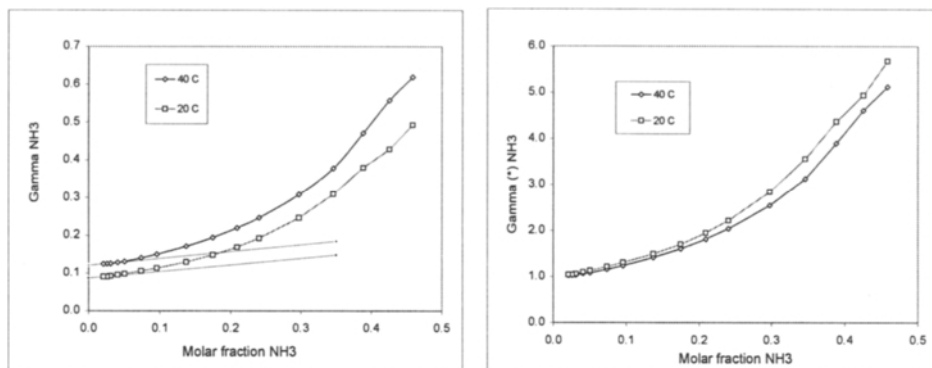 Gamma NH3
0.7
0.6
0.5
0.4
0.3
0.2
0.1
0.0
40 C
20 C
0.0 0.1 0.2 0.3 0.4 0.5
Molar fraction NH3
Gamma (*) NH3
6.0
5.0
4.0
3.0
2.0
1.0
0.0
40 C
20 C
0.0 0.1 0.2 0.3 0.4 0.5
Molar fraction NH3